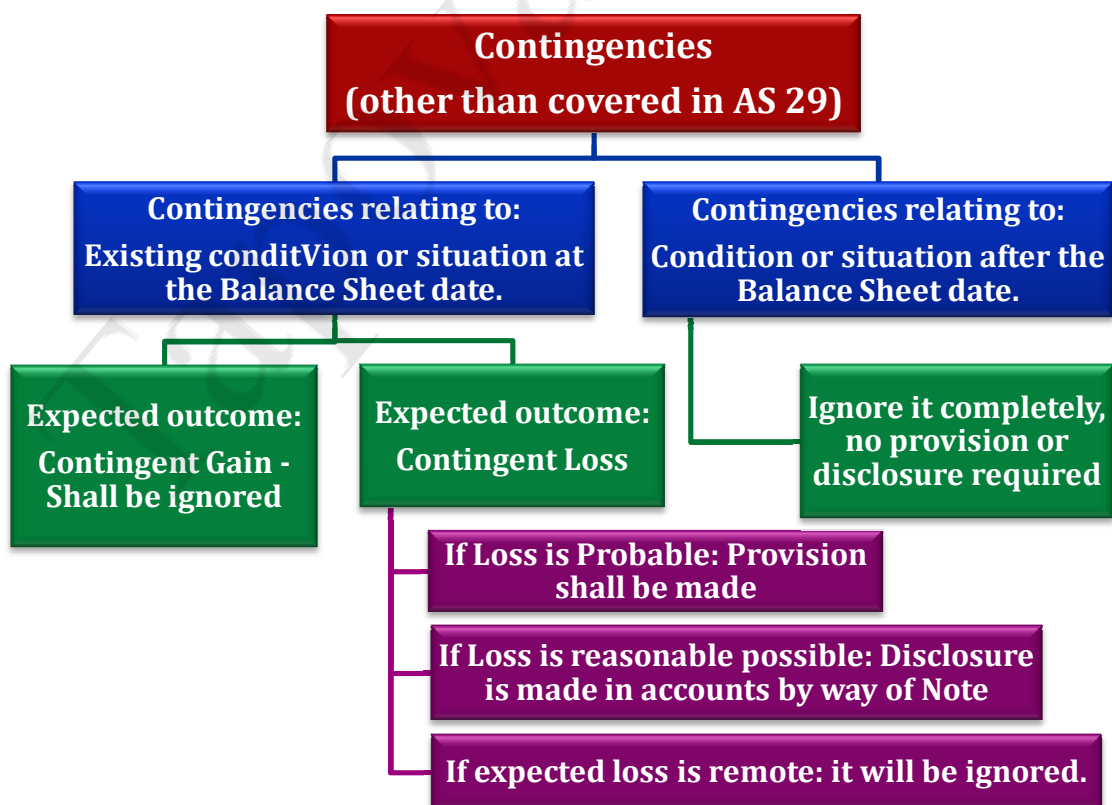 Contingencies
(other than covered in AS 29)
Contingencies relating to:
Existing conditVion or situation at
the Balance Sheet date.
Contingencies relating to:
Condition or situation after the
Balance Sheet date.
Expected outcome:
Contingent Gain -
Shall be ignored
Expected outcome:
Contingent Loss
Ignore it completely,
no provision or
disclosure required
If Loss is Probable: Provision
shall be made
If Loss is reasonable possible: Disclosure
is made in accounts by way of Note
If expected loss is remote: it will be ignored.